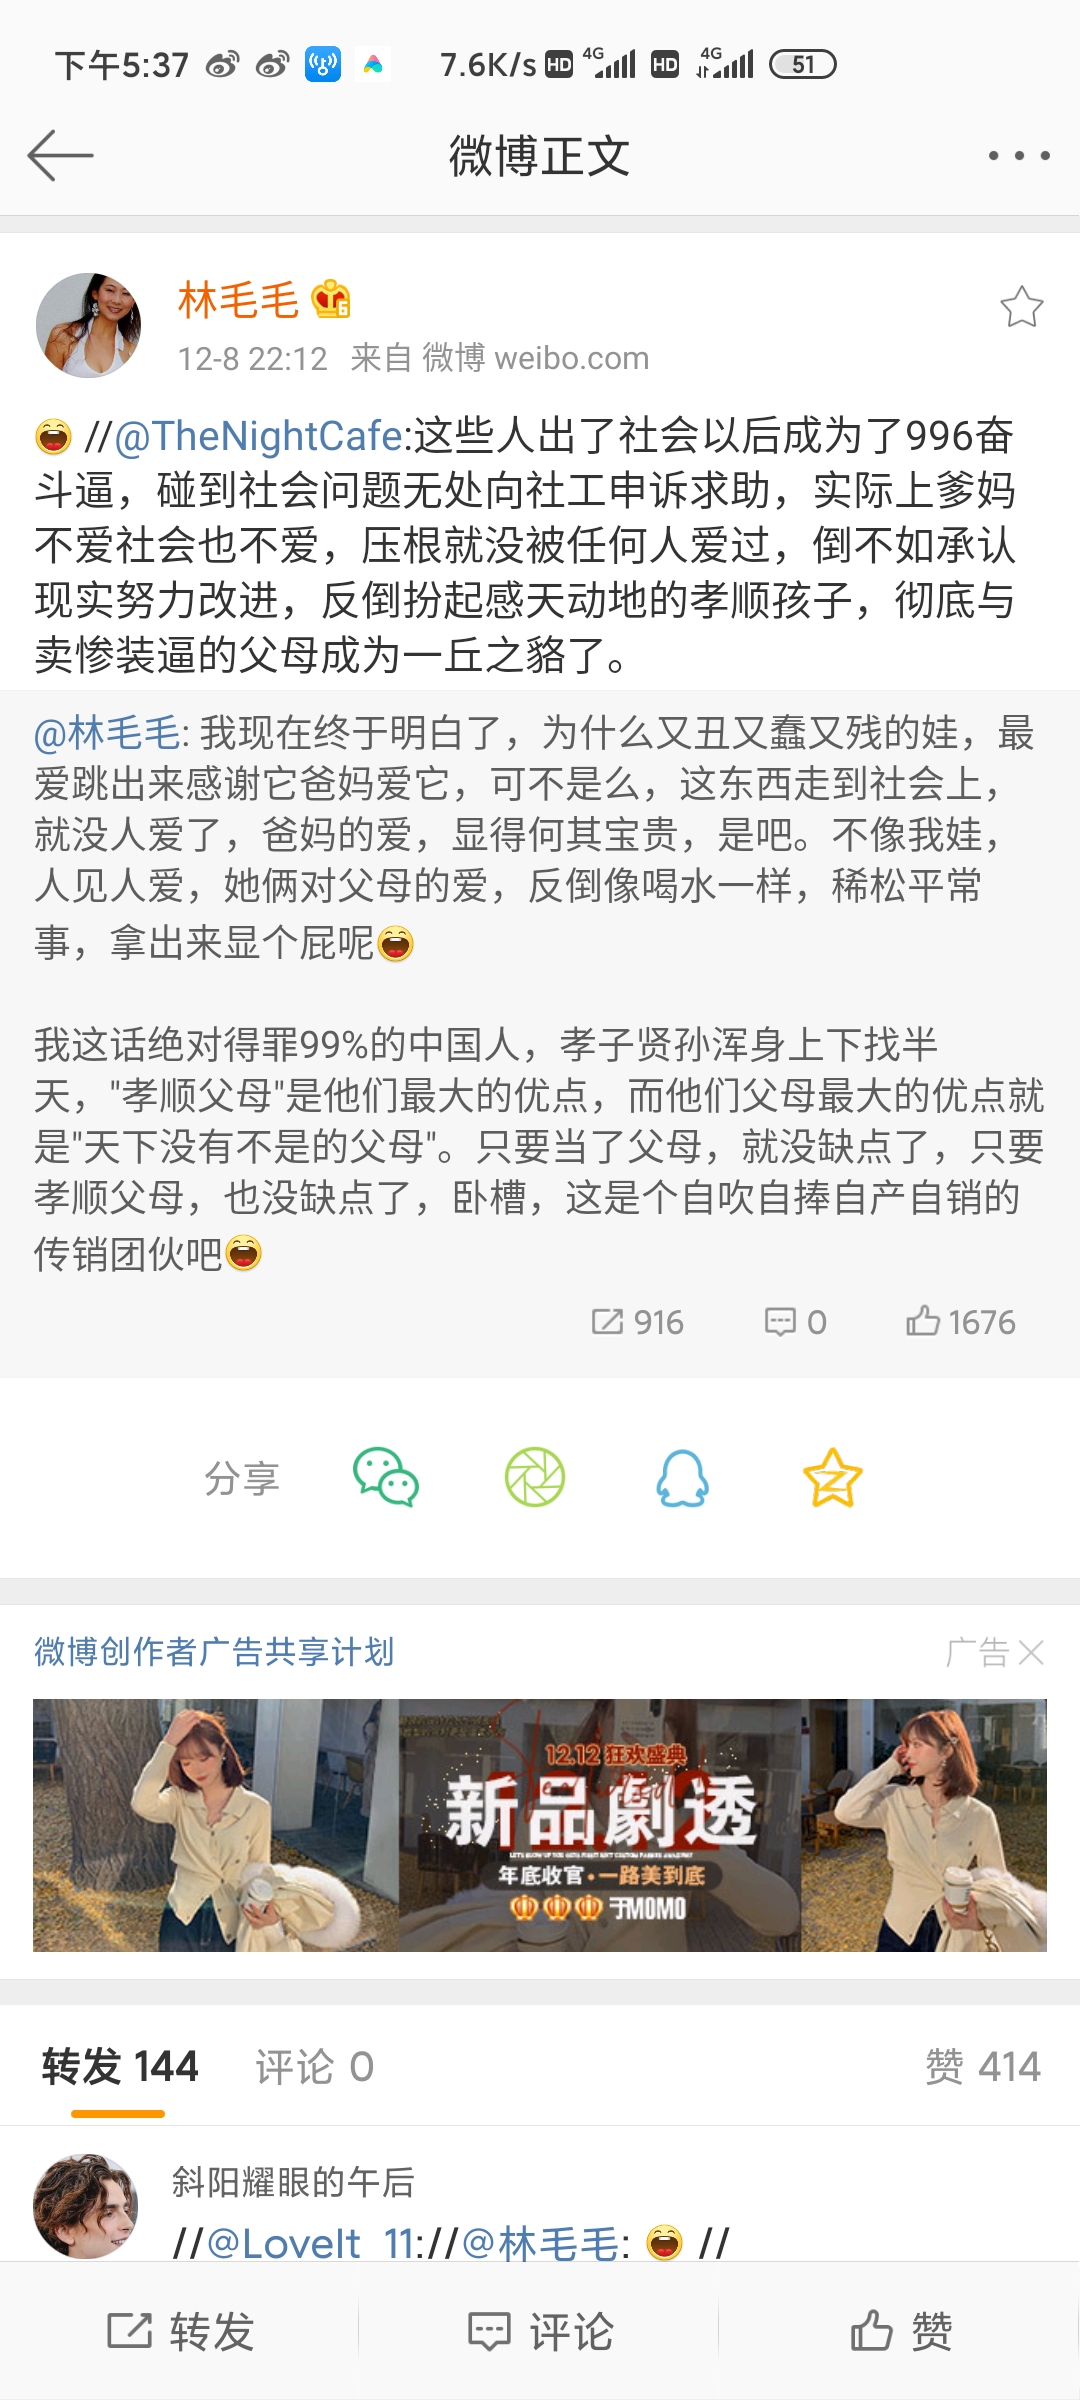 下午5:37 7.6K/s HD 4G HD 4G 51
微博正文
林毛毛 6
12-8 22:12 来自 微博 weibo.com
//@TheNightCafe:这些人出了社会以后成为了996奋
斗逼，碰到社会问题无处向社工申诉求助，实际上爹妈
不爱社会也不爱，压根就没被任何人爱过，倒不如承认
现实努力改进，反倒扮起感天动地的孝顺孩子，彻底与
卖惨装逼的父母成为一丘之貉了。
@林毛毛: 我现在终于明白了，为什么又丑又蠢又残的娃，最
爱跳出来感谢它爸妈爱它，可不是么，这东西走到社会上，
就没人爱了，爸妈的爱，显得何其宝贵，是吧。不像我娃，
人见人爱，她俩对父母的爱，反倒像喝水一样，稀松平常
事，拿出来显个屁呢
我这话绝对得罪99%的中国人，孝子贤孙浑身上下找半
天，"孝顺父母"是他们最大的优点，而他们父母最大的优点就
是"天下没有不是的父母"。只要当了父母，就没缺点了，只要
孝顺父母，也没缺点了，卧槽，这是个自吹自捧自产自销的
传销团伙吧
916 0 1676
分享
微博创作者广告共享计划 广告
12.12 狂欢盛典
新品劇透
年底收官·一路美到底
于MOMO
转发 144 评论 0 赞 414
斜阳耀眼的午后
//@LoveIt_11://@林毛毛: //
转发 评论 赞